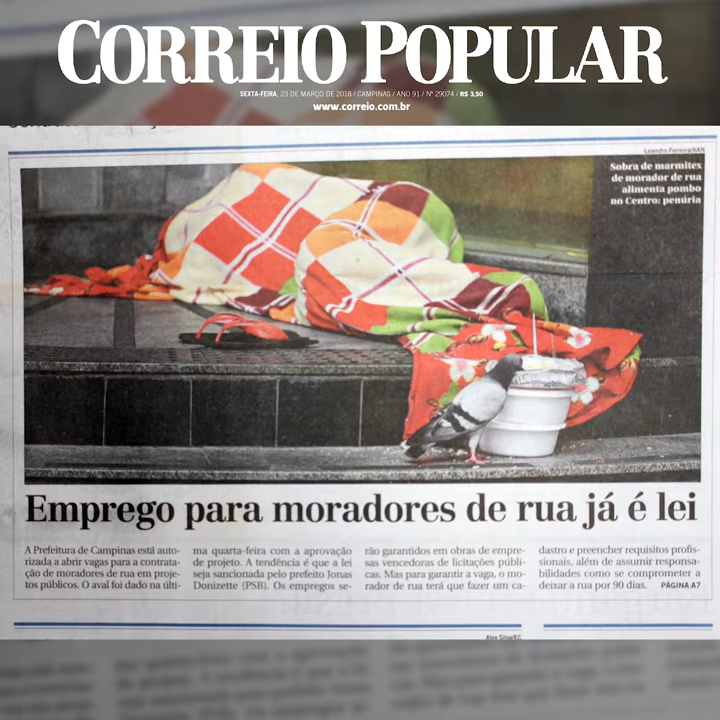 CORREIO POPULAR
SEXTA-FEIRA, 23 DE MARÇO DE 2018 / CAMPINAS / ANO 91 / Nº 29074 / R$ 3,50
www.correio.com.br
Leandro Ferreira/AAN
Sobra de marmitex
de morador de rua
alimenta pombo
no Centro: penúria
Emprego para moradores de rua já é lei
A Prefeitura de Campinas está auto-
rizada a abrir vagas para a contrata-
ção de moradores de rua em proje-
tos públicos. O aval foi dado na últi-
ma quarta-feira com a aprovação
de projeto. A tendência é que a lei
seja sancionada pelo prefeito Jonas
Donizette (PSB). Os empregos se-
rão garantidos em obras de empre-
sas vencedoras de licitações públi-
cas. Mas para garantir a vaga, o mo-
rador de rua terá que fazer um ca-
dastro e preencher requisitos profis-
sionais, além de assumir responsa-
bilidades como se comprometer a
deixar a rua por 90 dias. PÁGINA A7
Alex Silva/EC